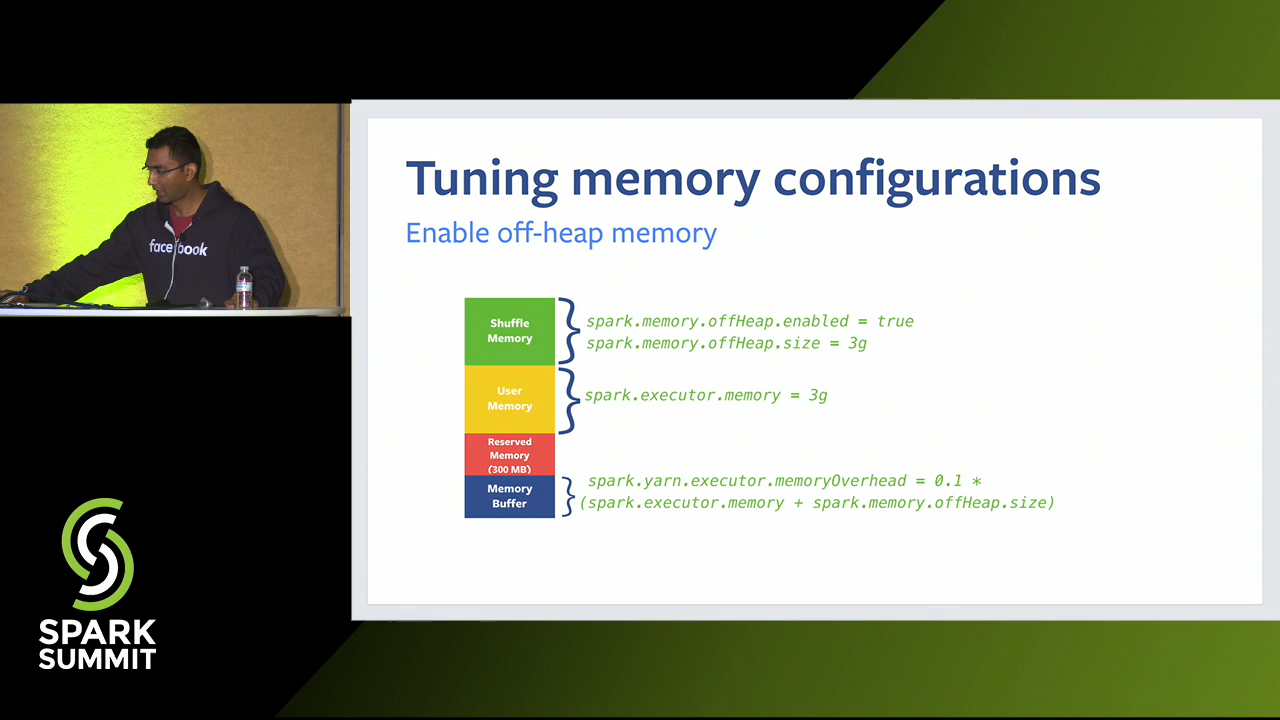 Tuning memory configurations
Enable off-heap memory
Shuffle
Memory
spark.memory.offHeap.enabled = true
spark.memory.offHeap.size = 3g
User
Memory
spark.executor.memory = 3g
Reserved
Memory
(300 MB)
Memory
Buffer
spark.yarn.executor.memoryOverhead = 0.1 *
(spark.executor.memory + spark.memory.offHeap.size)
facebook
SPARK
SUMMIT